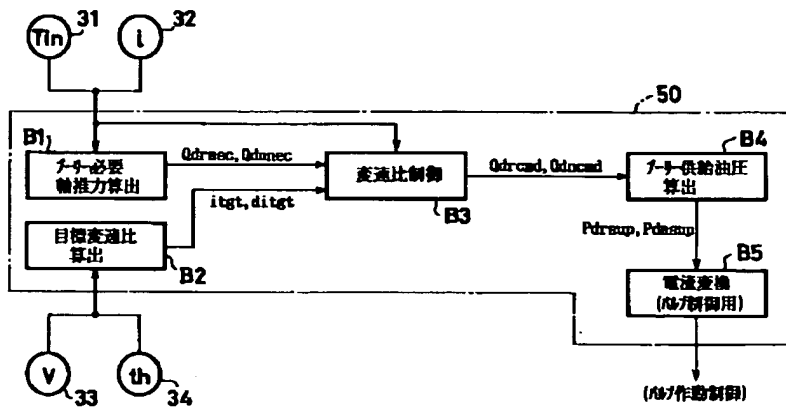 31
32
Tin
i
50
B1
プーリー必要
軸推力算出
Qdrnec, Qdnnec
変速比制御
B3
Qdrcmd, Qdncmd
B4
プーリー供給油圧
算出
itgt, ditgt
目標変速比
算出
B2
Pdrsup, Pdnsup
B5
電流変換
(バルブ制御用)
V
33
th
34
(バルブ作動制御)